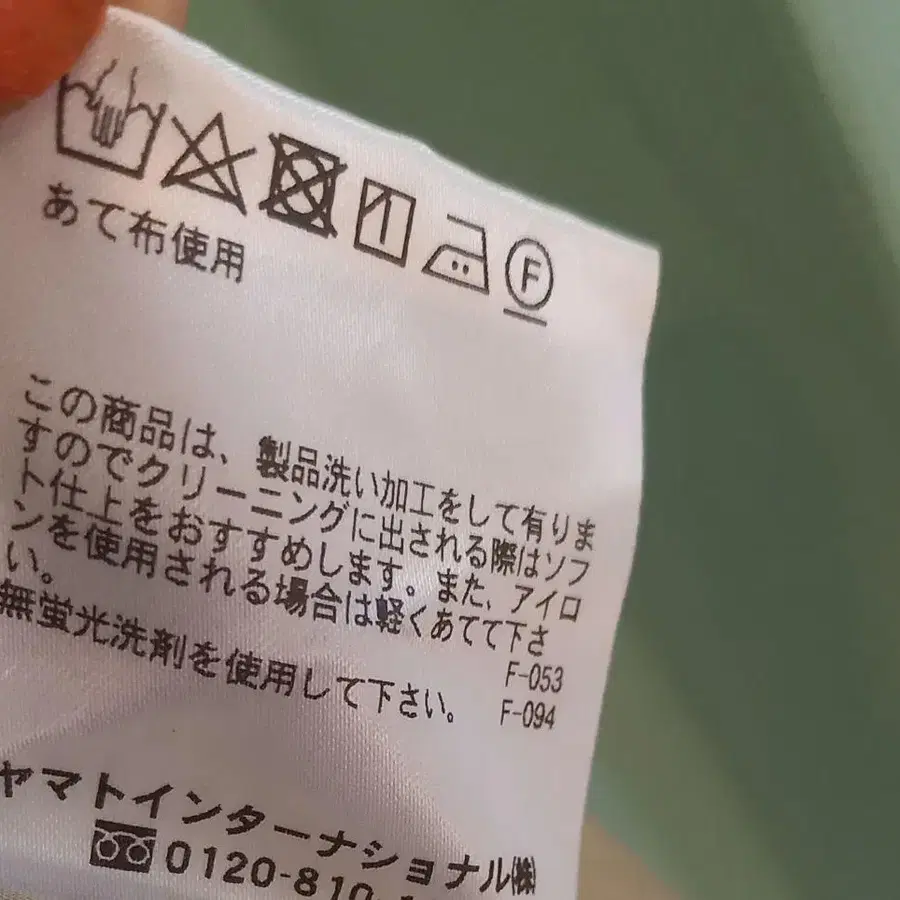 F
あて布使用
この商品は、製品洗い加工をして有りま
すのでクリーニングに出される際はソフ
ト仕上をおすすめします。また、アイロ
ンを使用される場合は軽くあてて下さ
い。
F-053
無蛍光洗剤を使用して下さい。
F-094
ヤマトインターナショナル㈱
0120-810-